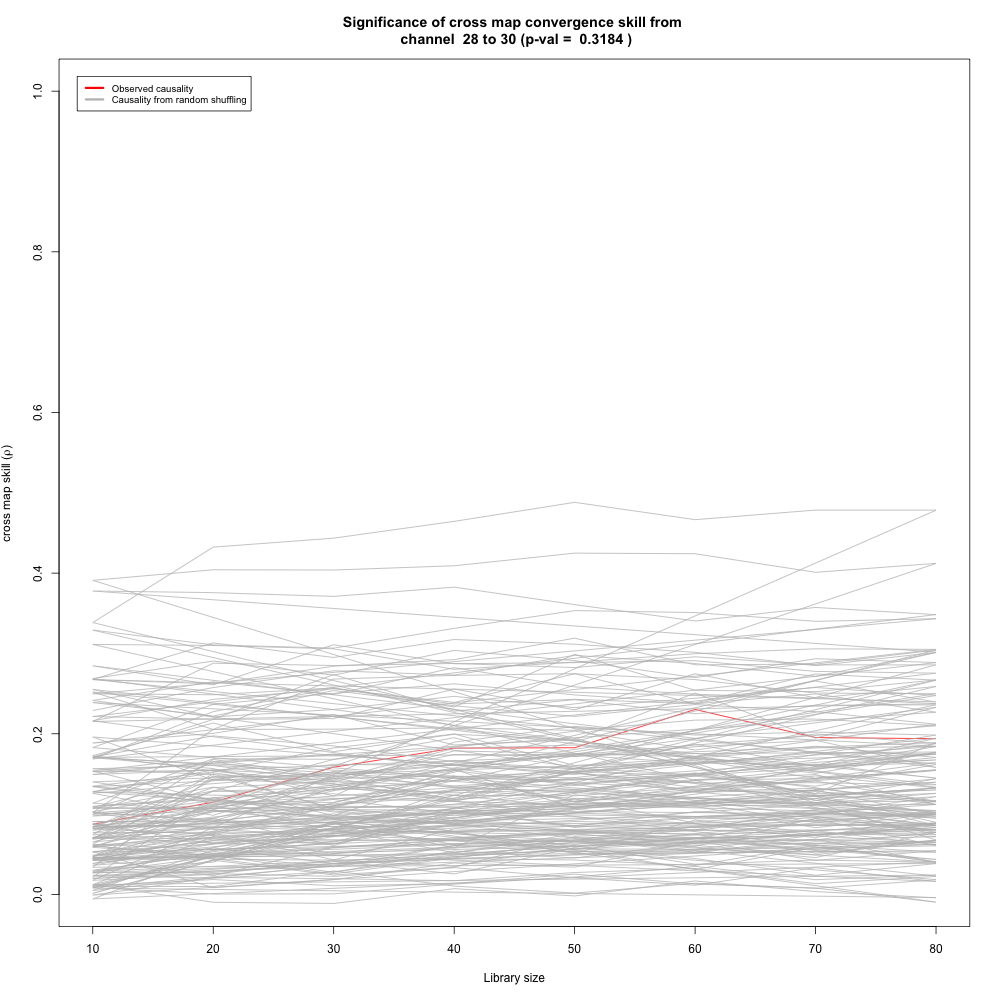 Significance of cross map convergence skill from
channel  28 to 30 (p-val =  0.3184 )
Observed causality
Causality from random shuffling
cross map skill (ρ)
1.0
0.8
0.6
0.4
0.2
0.0
10 20 30 40 50 60 70 80
Library size